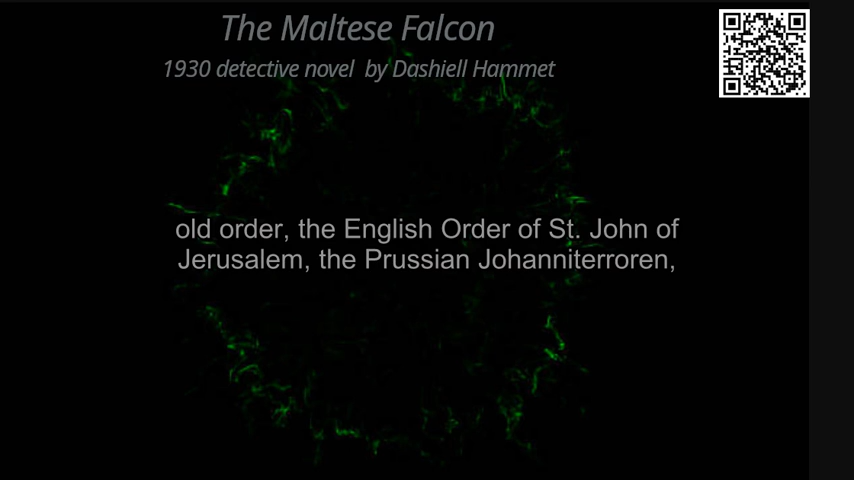 The Maltese Falcon
1930 detective novel by Dashiell Hammet
old order, the English Order of St. John of
Jerusalem, the Prussian Johanniterroren,